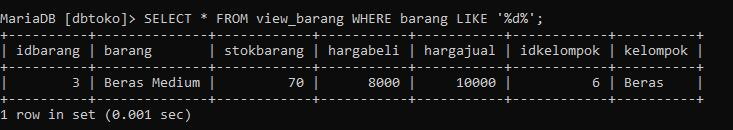 MariaDB [dbtoko]> SELECT * FROM view_barang WHERE barang LIKE '%d%';
+----------+--------------+------------+-----------+-----------+------------+----------+
| idbarang | barang       | stokbarang | hargabeli | hargajual | idkelompok | kelompok |
+----------+--------------+------------+-----------+-----------+------------+----------+
|        3 | Beras Medium |         70 |      8000 |     10000 |          6 | Beras    |
+----------+--------------+------------+-----------+-----------+------------+----------+
1 row in set (0.001 sec)